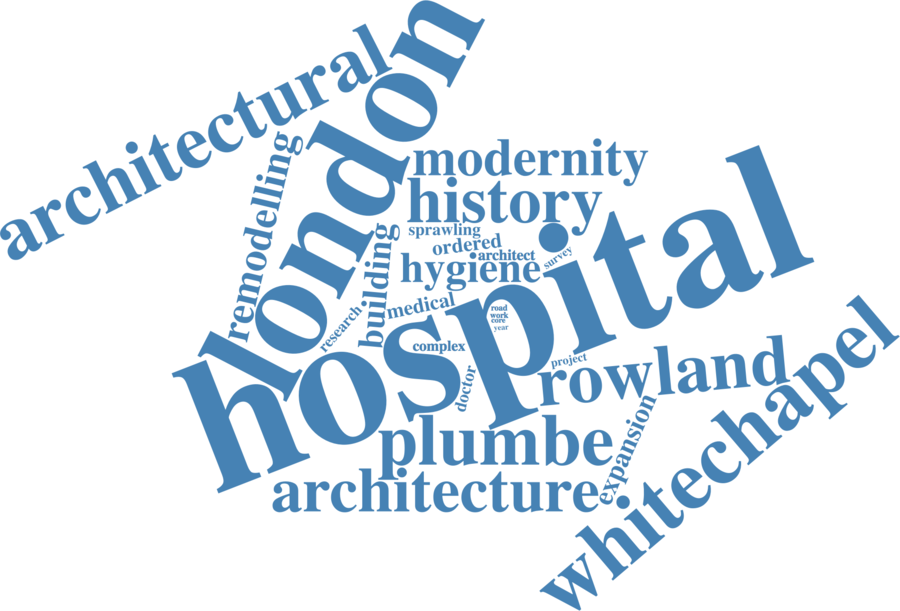 architectural
london
remodelling
modernity
history
sprawling
ordered
architect
survey
hygiene
building
hospital
medical
research
road
work
core
year
complex
project
doctor
rowland
whitechapel
expansion
plumbe
architecture